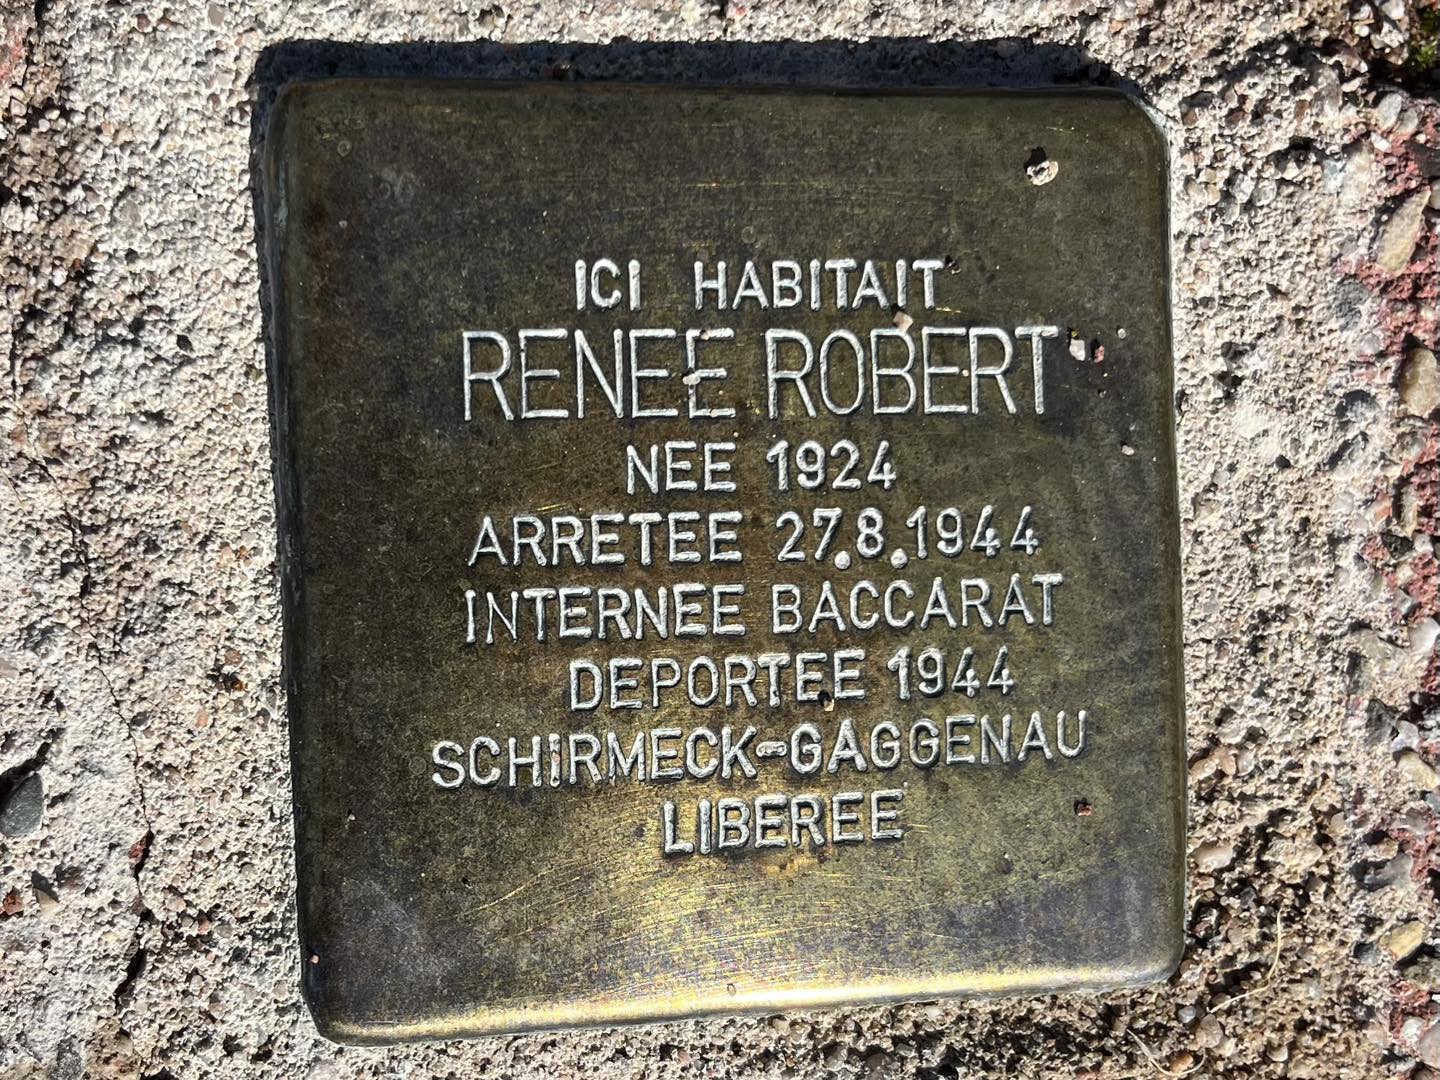 ICI HABITAIT
RENEE ROBERT
NEE 1924
ARRETEE 27.8.1944
INTERNEE BACCARAT
DEPORTEE 1944
SCHIRMECK-GAGGENAU
LIBEREE